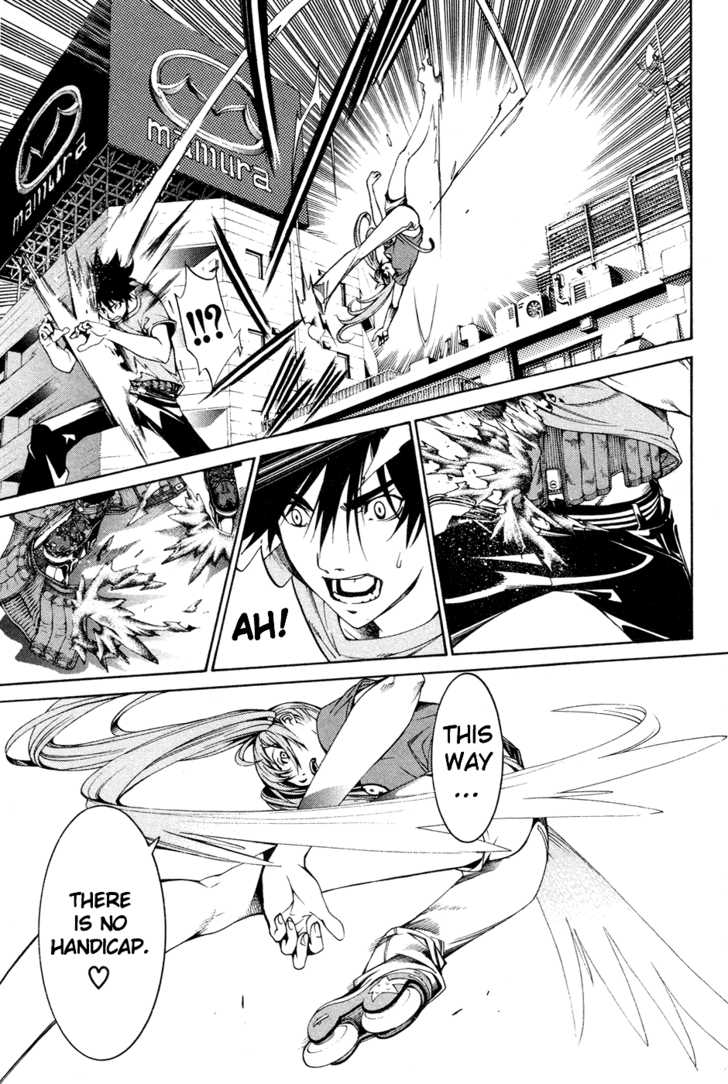 mamura
mamura
!!?
AH!
THIS
WAY
...
THERE
IS NO
HANDICAP.
♡